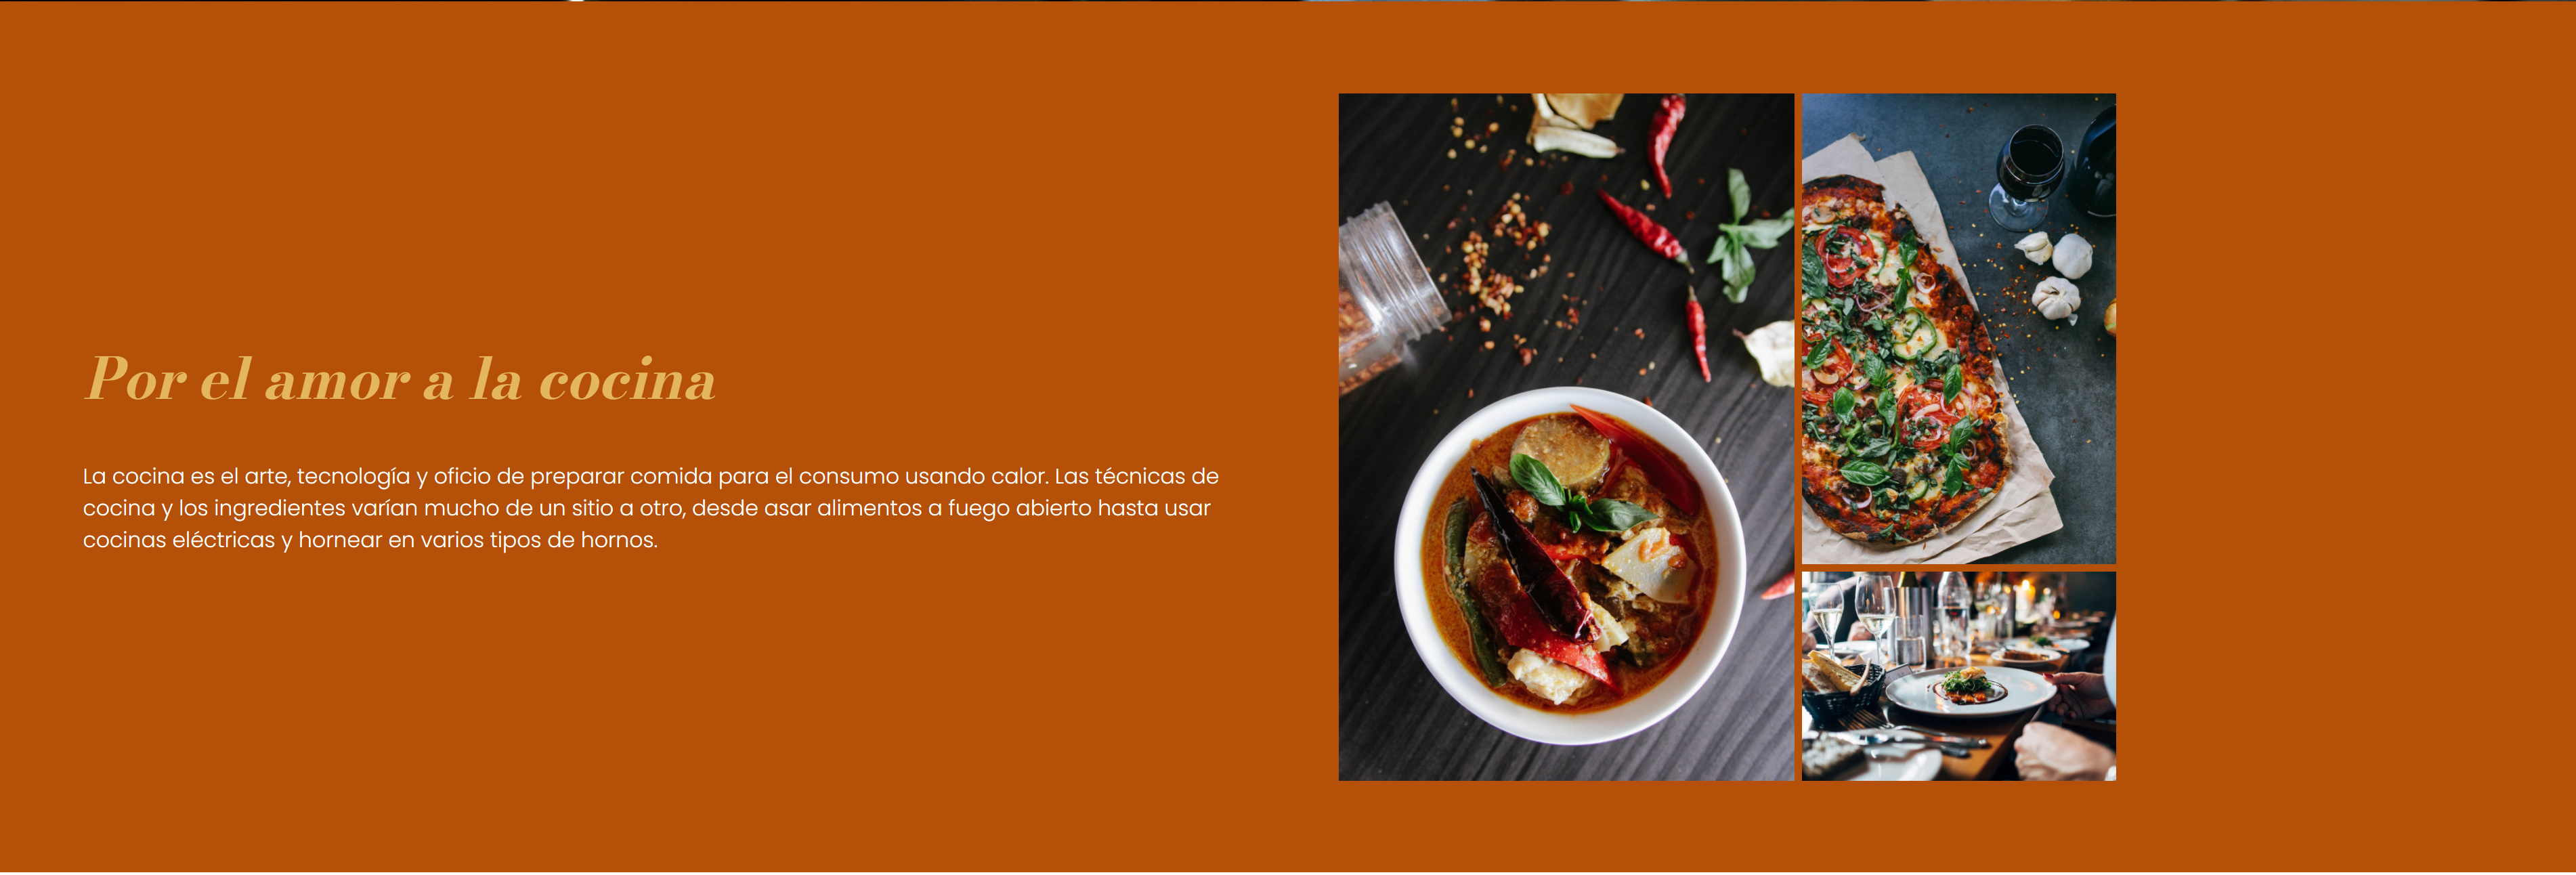 Por el amor a la cocina
La cocina es el arte, tecnología y oficio de preparar comida para el consumo usando calor. Las técnicas de
cocina y los ingredientes varían mucho de un sitio a otro, desde asar alimentos a fuego abierto hasta usar
cocinas eléctricas y hornear en varios tipos de hornos.